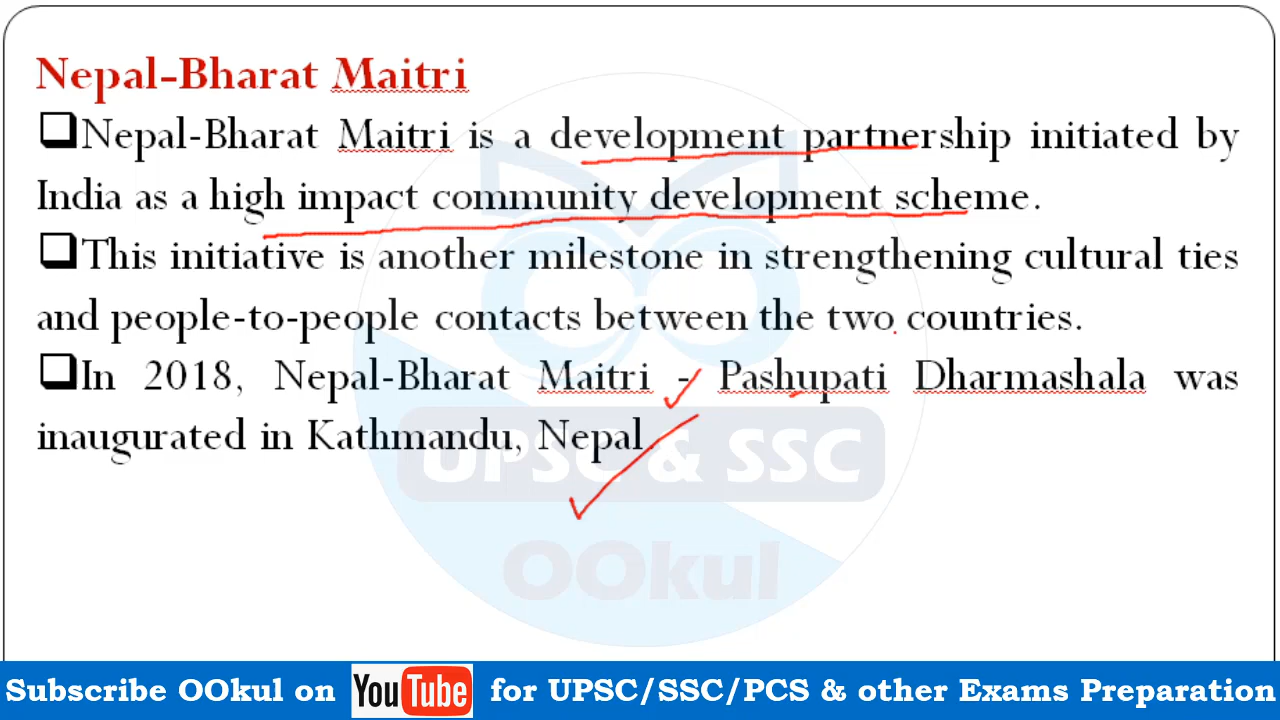 Nepal-Bharat Maitri
❑Nepal-Bharat Maitri is a development partnership initiated by
India as a high impact community development scheme.
❑This initiative is another milestone in strengthening cultural ties
and people-to-people contacts between the two countries.
❑In 2018, Nepal-Bharat Maitri - Pashupati Dharmashala was
inaugurated in Kathmandu, Nepal.
UPSC & SSC
OOkul
Subscribe OOkul on YouTube for UPSC/SSC/PCS & other Exams Preparation